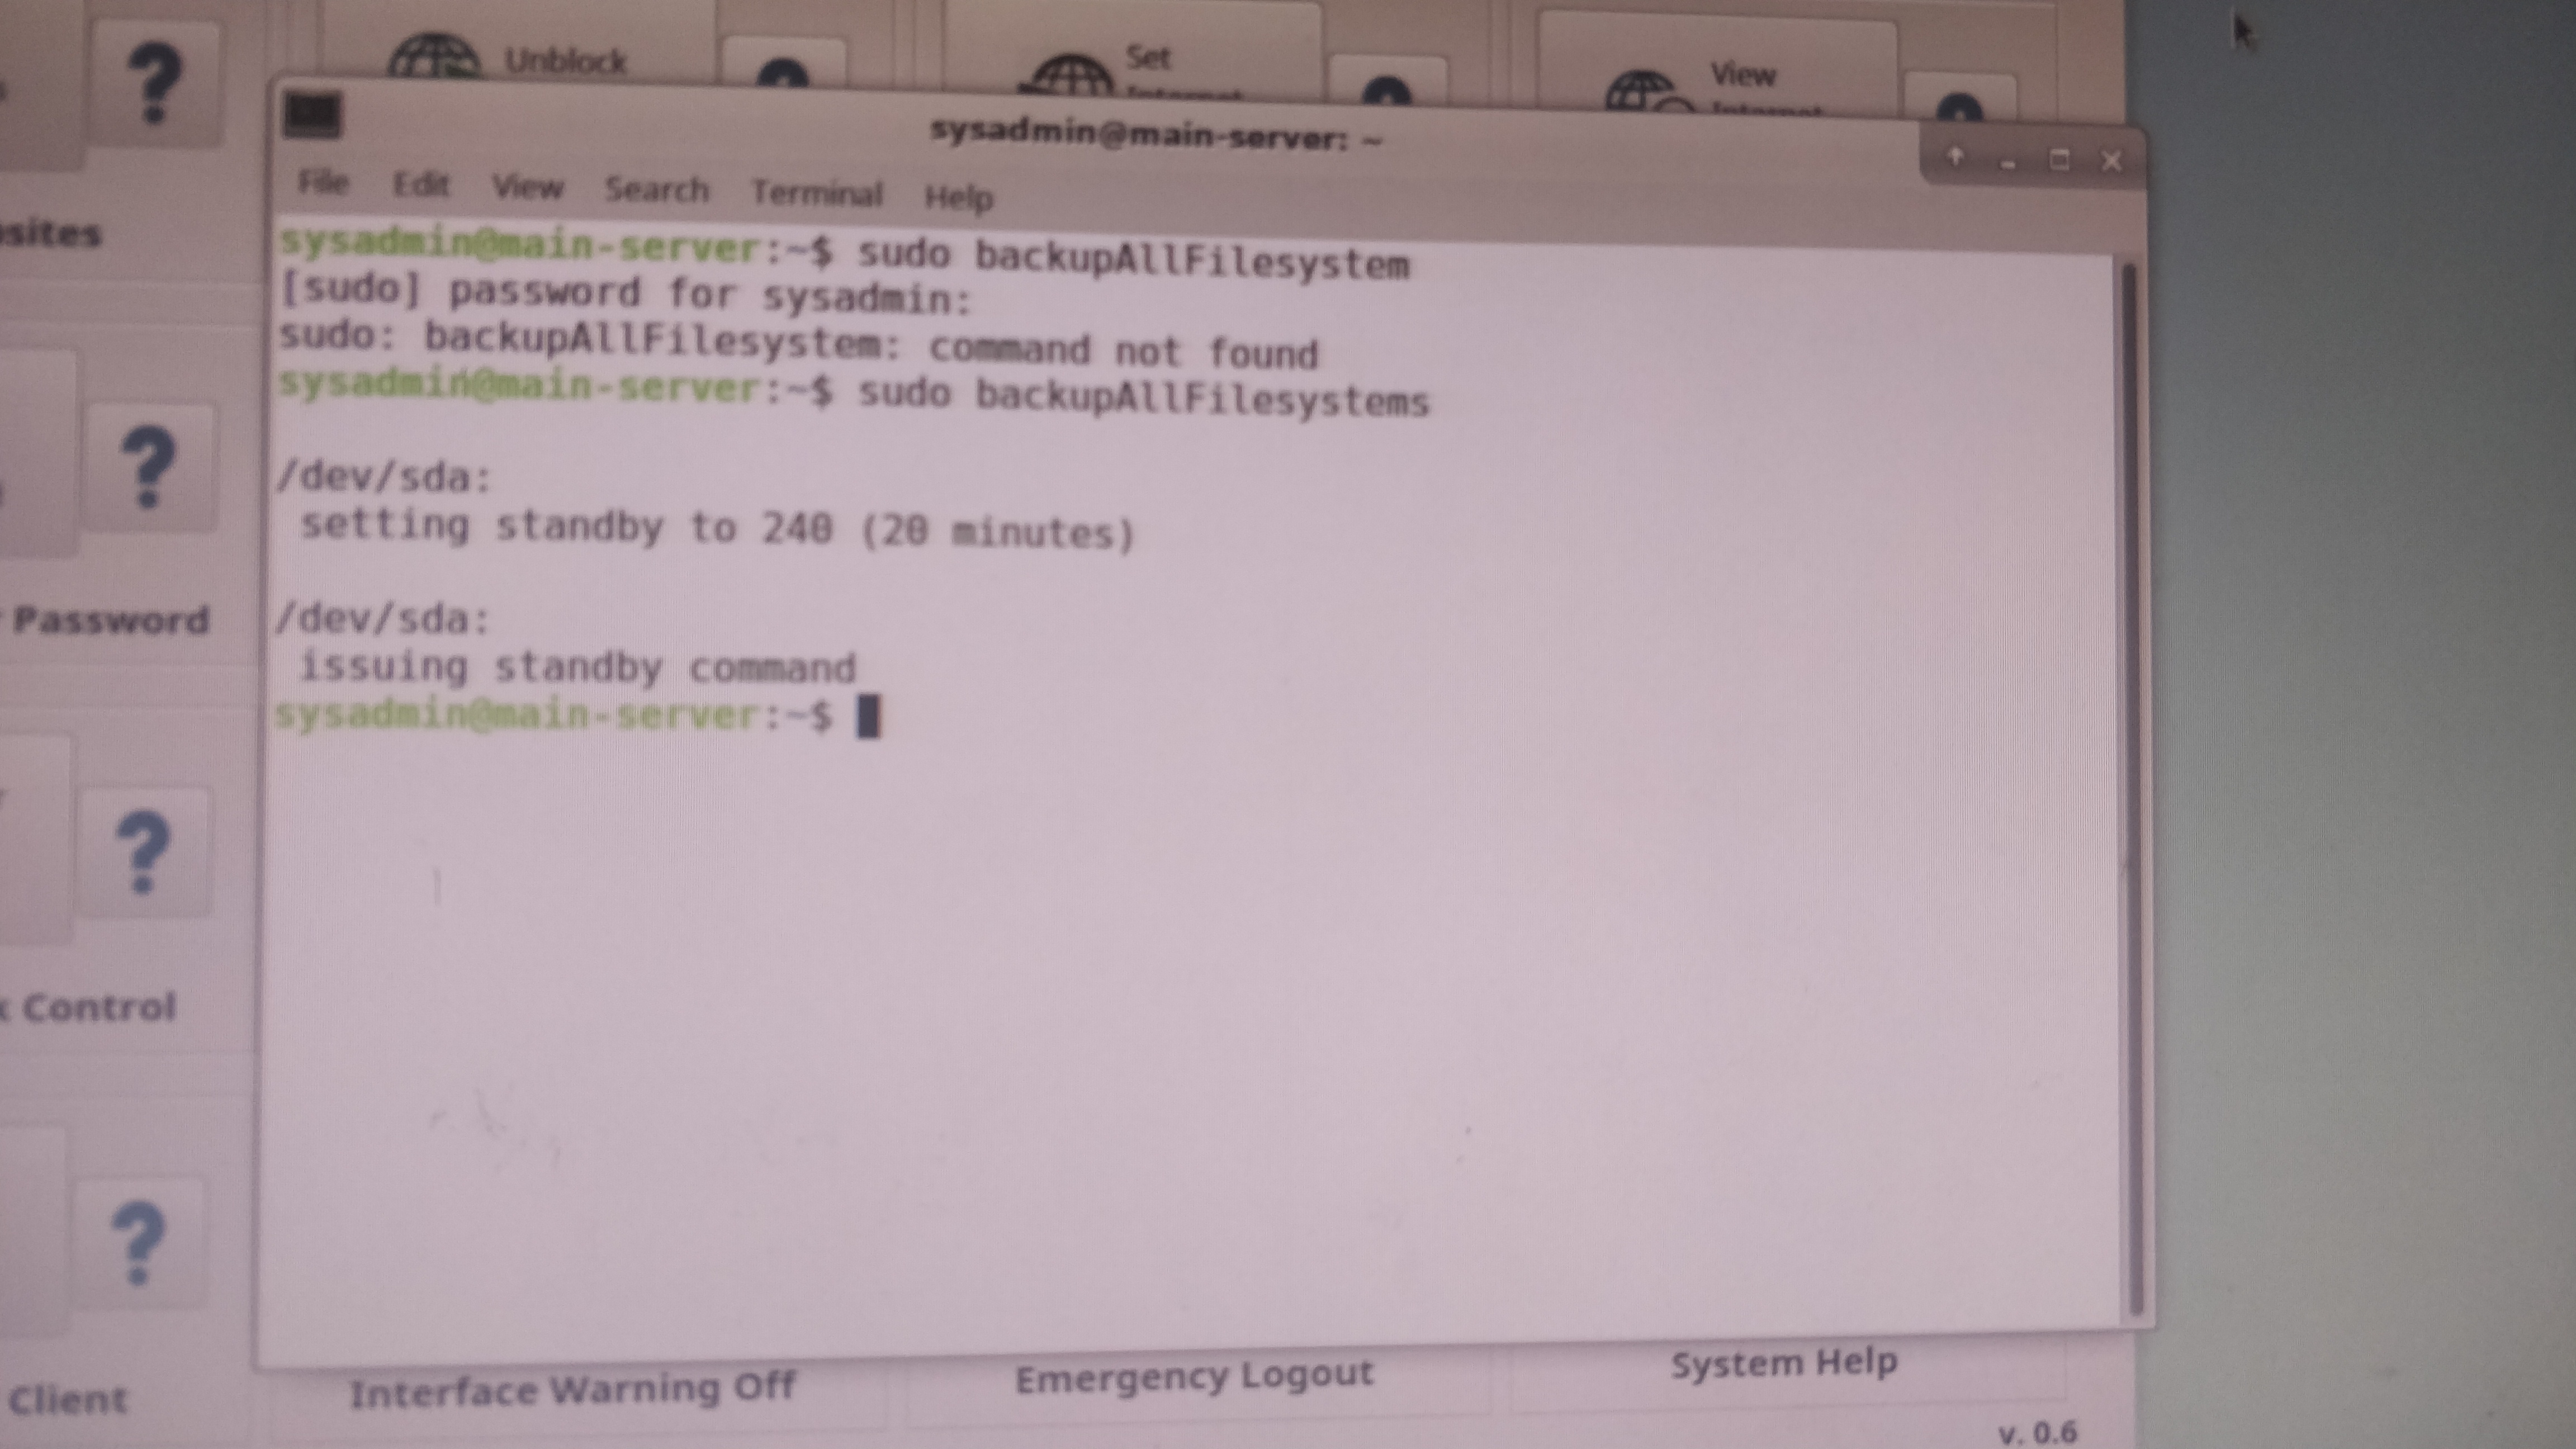 Unblock
Set
View
sysadmin@main-server: ~
File Edit View Search Terminal Help
sysadmin@main-server:~$ sudo backupAllFilesystem
[sudo] password for sysadmin:
sudo: backupAllFilesystem: command not found
sysadmin@main-server:~$ sudo backupAllFilesystems
/dev/sda:
setting standby to 240 (20 minutes)
/dev/sda:
issuing standby command
sysadmin@main-server:~$
Password
Control
Client
Interface Warning Off
Emergency Logout
System Help
v. 0.6